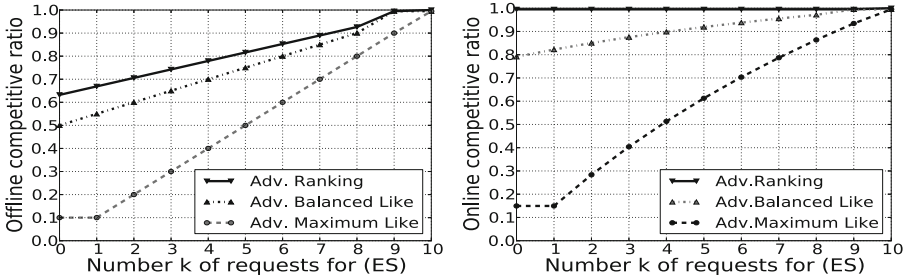 Offline competitive ratio
1.0
0.9
0.8
0.7
0.6
0.5
0.4
0.3
0.2
0.1
0.0
Adv. Ranking
Adv. Balanced Like
Adv. Maximum Like
0 1 2 3 4 5 6 7 8 9 10
Number k of requests for (ES)
Online competitive ratio
1.0
0.9
0.8
0.7
0.6
0.5
0.4
0.3
0.2
0.1
0.0
Adv.Ranking
Adv.Balanced Like
Adv.Maximum Like
0 1 2 3 4 5 6 7 8 9 10
Number k of requests for (ES)